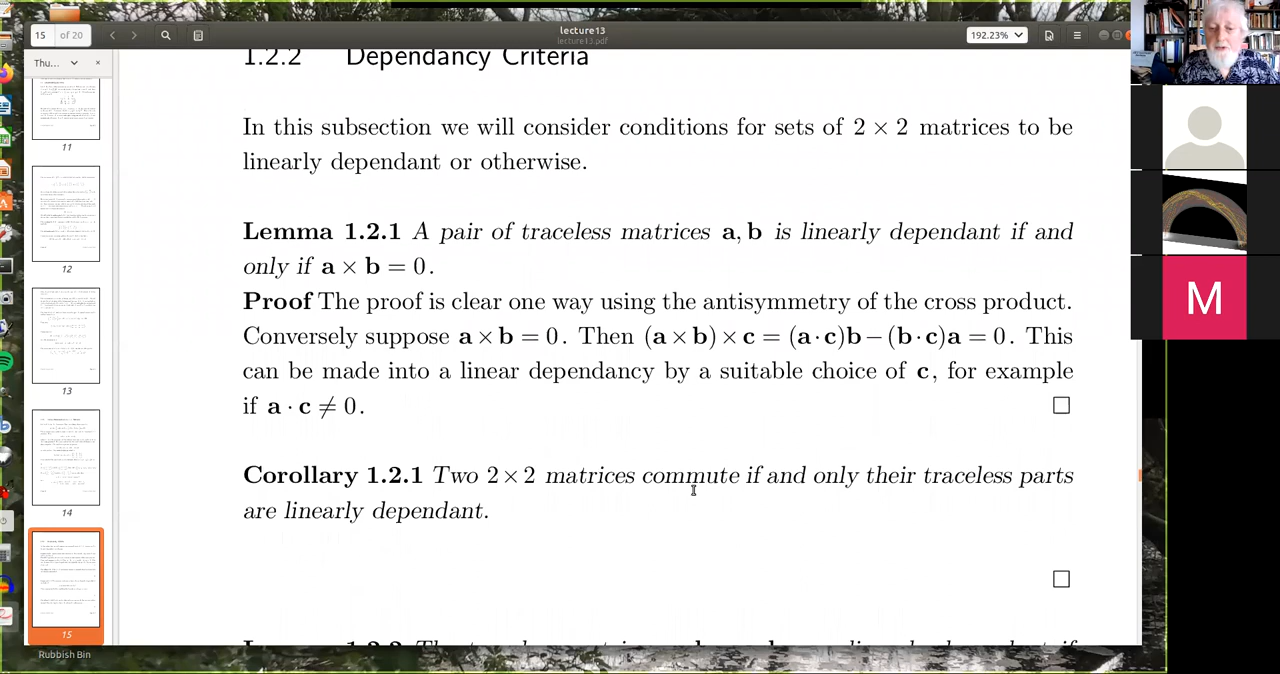 lecture13
lecture13.pdf
15 of 20
192.23%
Thu...
11
12
13
14
15
Rubbish Bin
1.2.2 Dependancy Criteria
In this subsection we will consider conditions for sets of 2 × 2 matrices to be
linearly dependant or otherwise.
Lemma 1.2.1 A pair of traceless matrices a, b is linearly dependant if and
only if a × b = 0.
Proof The proof is clear one way using the antisymmetry of the cross product.
Conversely suppose a × b = 0. Then (a × b) × c = (a · c)b − (b · c)a = 0. This
can be made into a linear dependancy by a suitable choice of c, for example
if a · c ≠ 0. □
Corollary 1.2.1 Two 2 × 2 matrices commute if and only their traceless parts
are linearly dependant.
□
M